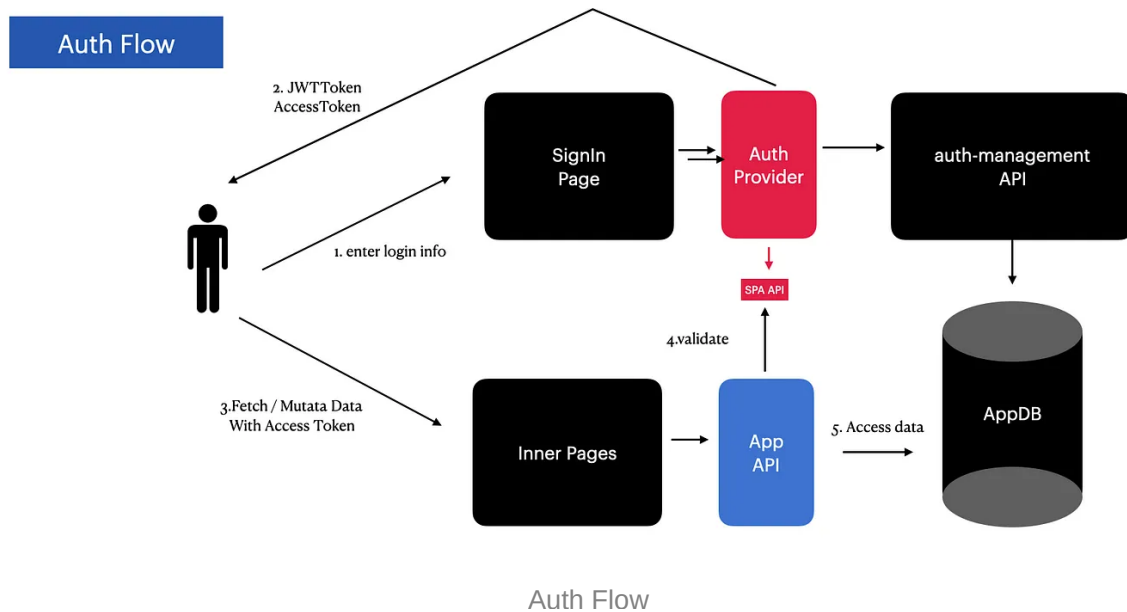 Auth Flow
2. JWTToken
AccessToken
SignIn
Page
Auth
Provider
auth-management
API
1. enter login info
SPA API
4.validate
3.Fetch / Mutata Data
With Access Token
Inner Pages
App
API
5. Access data
AppDB
Auth Flow